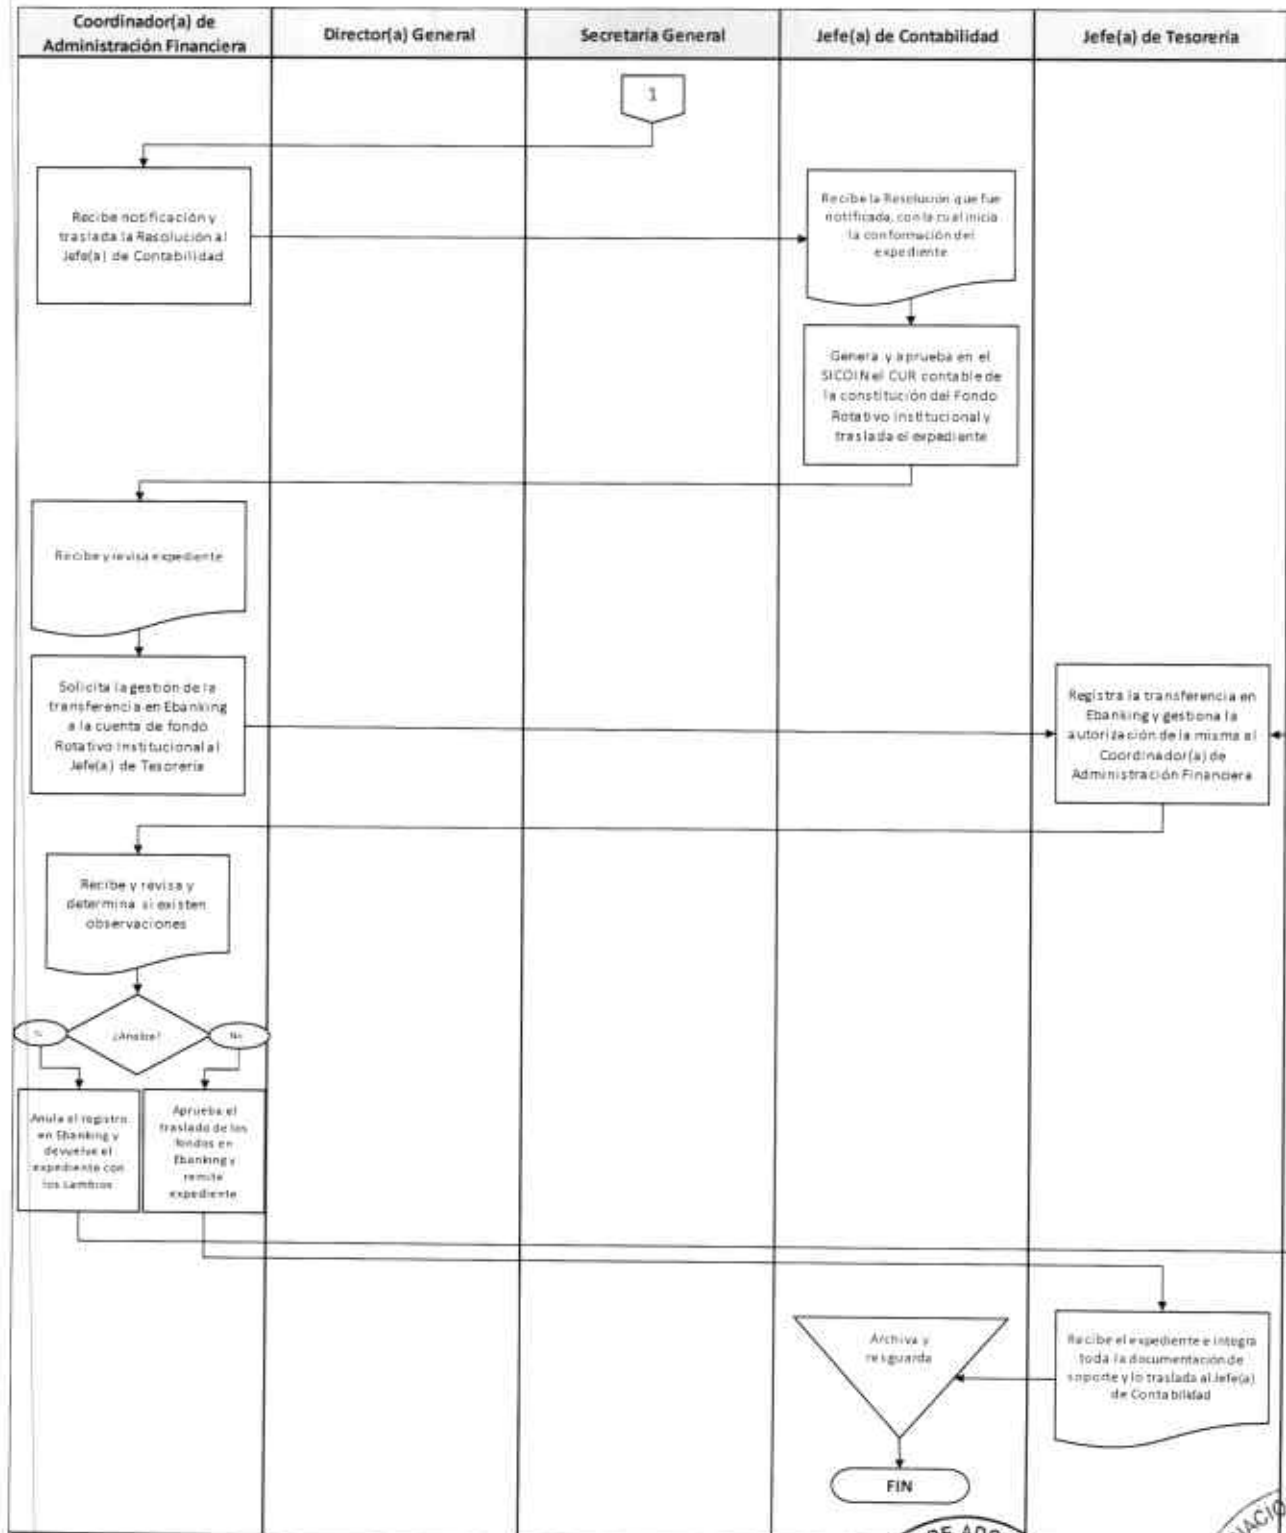 Coordinador(a) de
Administración Financiera
Director(a) General
Secretaría General
Jefe(a) de Contabilidad
Jefe(a) de Tesorería
1
Recibe notificación y
traslada la Resolución al
Jefe(a) de Contabilidad
Recibe la Resolución que fue
notificada, con la cual inicia
la conformación del
expediente
Genera y aprueba en el
SICOIN el CUR contable de
la constitución del Fondo
Rotativo Institucional y
traslada el expediente
Recibe y revisa expediente
Solicita la gestión de la
transferencia en Ebanking
a la cuenta de fondo
Rotativo Institucional al
Jefe(a) de Tesorería
Registra la transferencia en
Ebanking y gestiona la
autorización de la misma al
Coordinador(a) de
Administración Financiera
Recibe y revisa y
determina si existen
observaciones
¿Analiza?
Si
No
Anula el registro
en Ebanking y
devuelve el
expediente con
los cambios
Aprueba el
traslado de los
fondos en
Ebanking y
remite
expediente
Archiva y
resguarda
Recibe el expediente e integra
toda la documentación de
soporte y lo traslada al Jefe(a)
de Contabilidad
FIN
DE ADO
NACIO